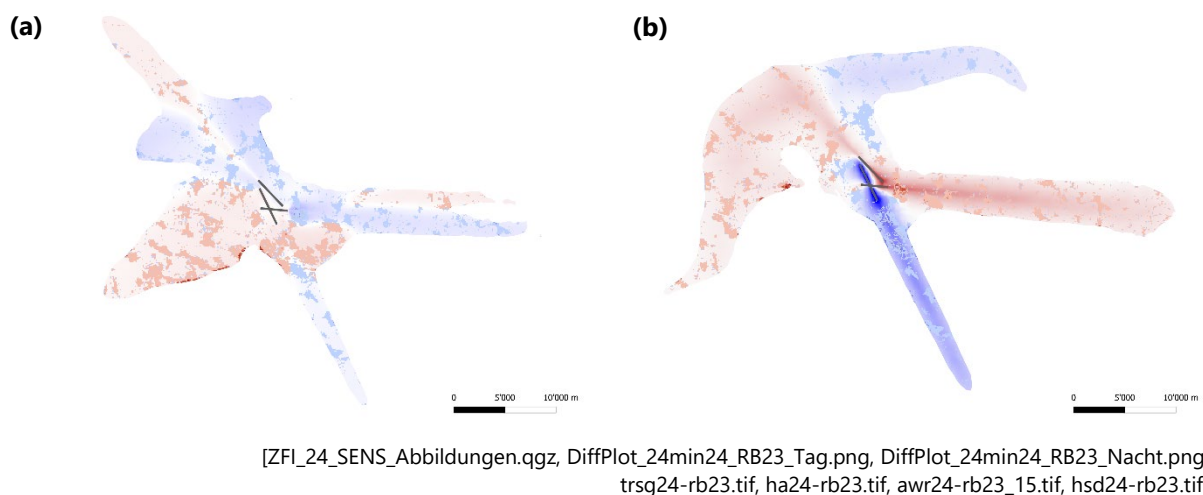 (a)
(b)
0 5'000 10'000 m
0 5'000 10'000 m
[ZFI_24_SENS_Abbildungen.qgz, DiffPlot_24min24_RB23_Tag.png, DiffPlot_24min24_RB23_Nacht.png
trsq24-rb23.tif, ha24-rb23.tif, awr24-rb23_15.tif, hsd24-rb23.tif